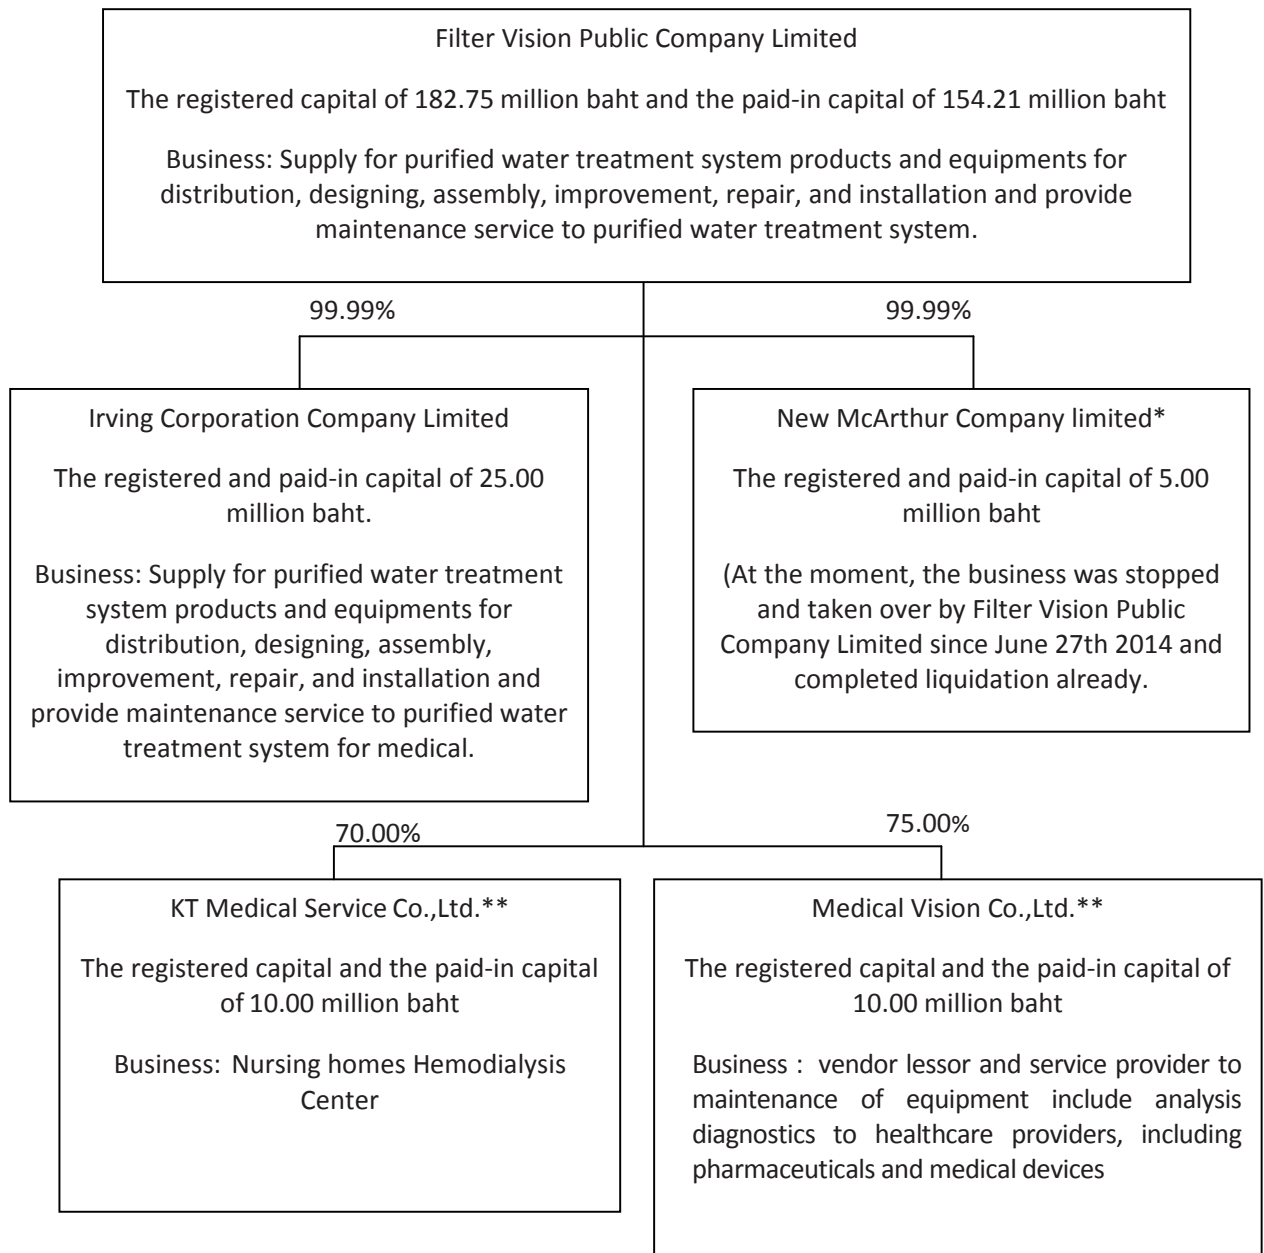 Filter Vision Public Company Limited
The registered capital of 182.75 million baht and the paid-in capital of 154.21 million baht
Business: Supply for purified water treatment system products and equipments for
distribution, designing, assembly, improvement, repair, and installation and provide
maintenance service to purified water treatment system.
99.99%
99.99%
Irving Corporation Company Limited
The registered and paid-in capital of 25.00
million baht.
Business: Supply for purified water treatment
system products and equipments for
distribution, designing, assembly,
improvement, repair, and installation and
provide maintenance service to purified water
treatment system for medical.
New McArthur Company limited*
The registered and paid-in capital of 5.00
million baht
(At the moment, the business was stopped
and taken over by Filter Vision Public
Company Limited since June 27th 2014 and
completed liquidation already.
70.00%
75.00%
KT Medical Service Co.,Ltd.**
The registered capital and the paid-in capital
of 10.00 million baht
Business: Nursing homes Hemodialysis
Center
Medical Vision Co.,Ltd.**
The registered capital and the paid-in capital of
10.00 million baht
Business : vendor lessor and service provider to
maintenance of equipment include analysis
diagnostics to healthcare providers, including
pharmaceuticals and medical devices